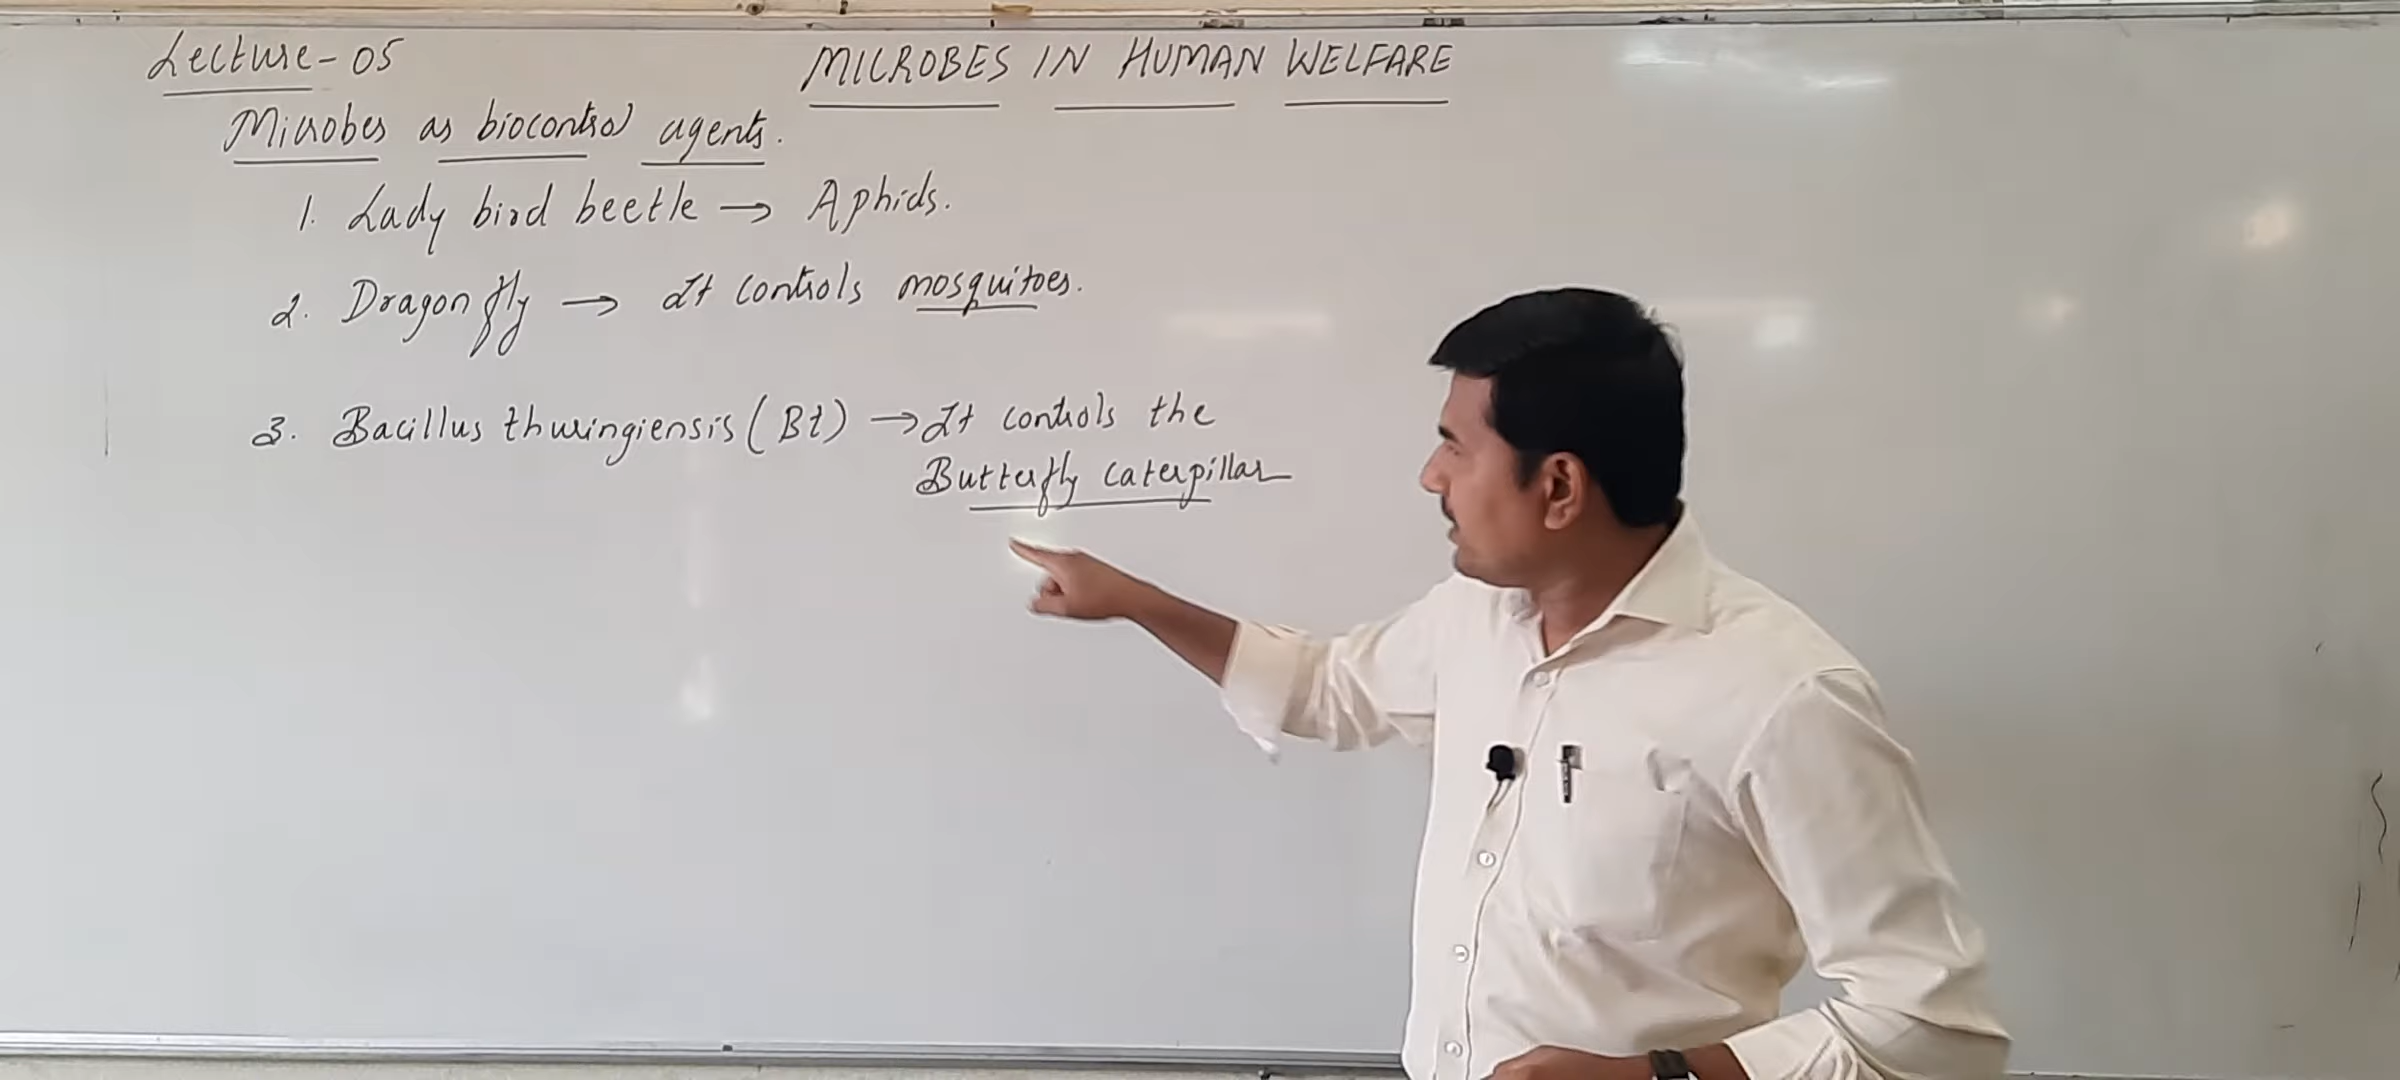 Lecture-05
MICROBES IN HUMAN WELFARE
Microbes as biocontrol agents.
1. Lady bird beetle → Aphids.
2. Dragon fly → It controls mosquitoes.
3. Bacillus thuringiensis (Bt) → It controls the
Butterfly caterpillar